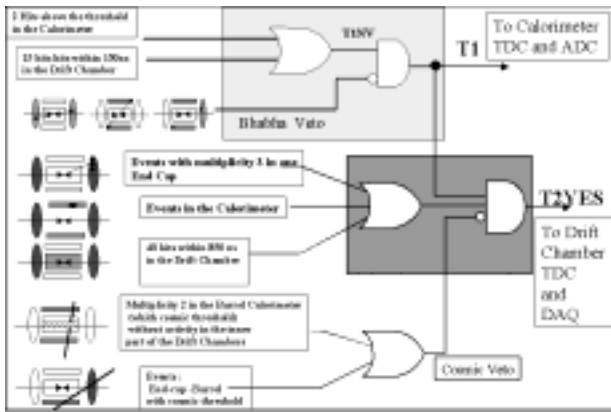 2 Hits above the threshold
in the Calorimeter
15 hits hits within 150ns
in the Drift Chamber
T1NV
T1
To Calorimeter
TDC and ADC
Bhabha Veto
Events with multiplicity 3 in one
End Cap
Events in the Calorimeter
40 hits within 850 ns
in the Drift Chamber
T2YES
To Drift
Chamber
TDC
and
DAQ
Multiplicity 2 in the Barrel Calorimeter
(with cosmic threshold)
without activity in the inner
part of the Drift Chambers
Events :
End-cap -Barrel
with cosmic threshold
Cosmic Veto